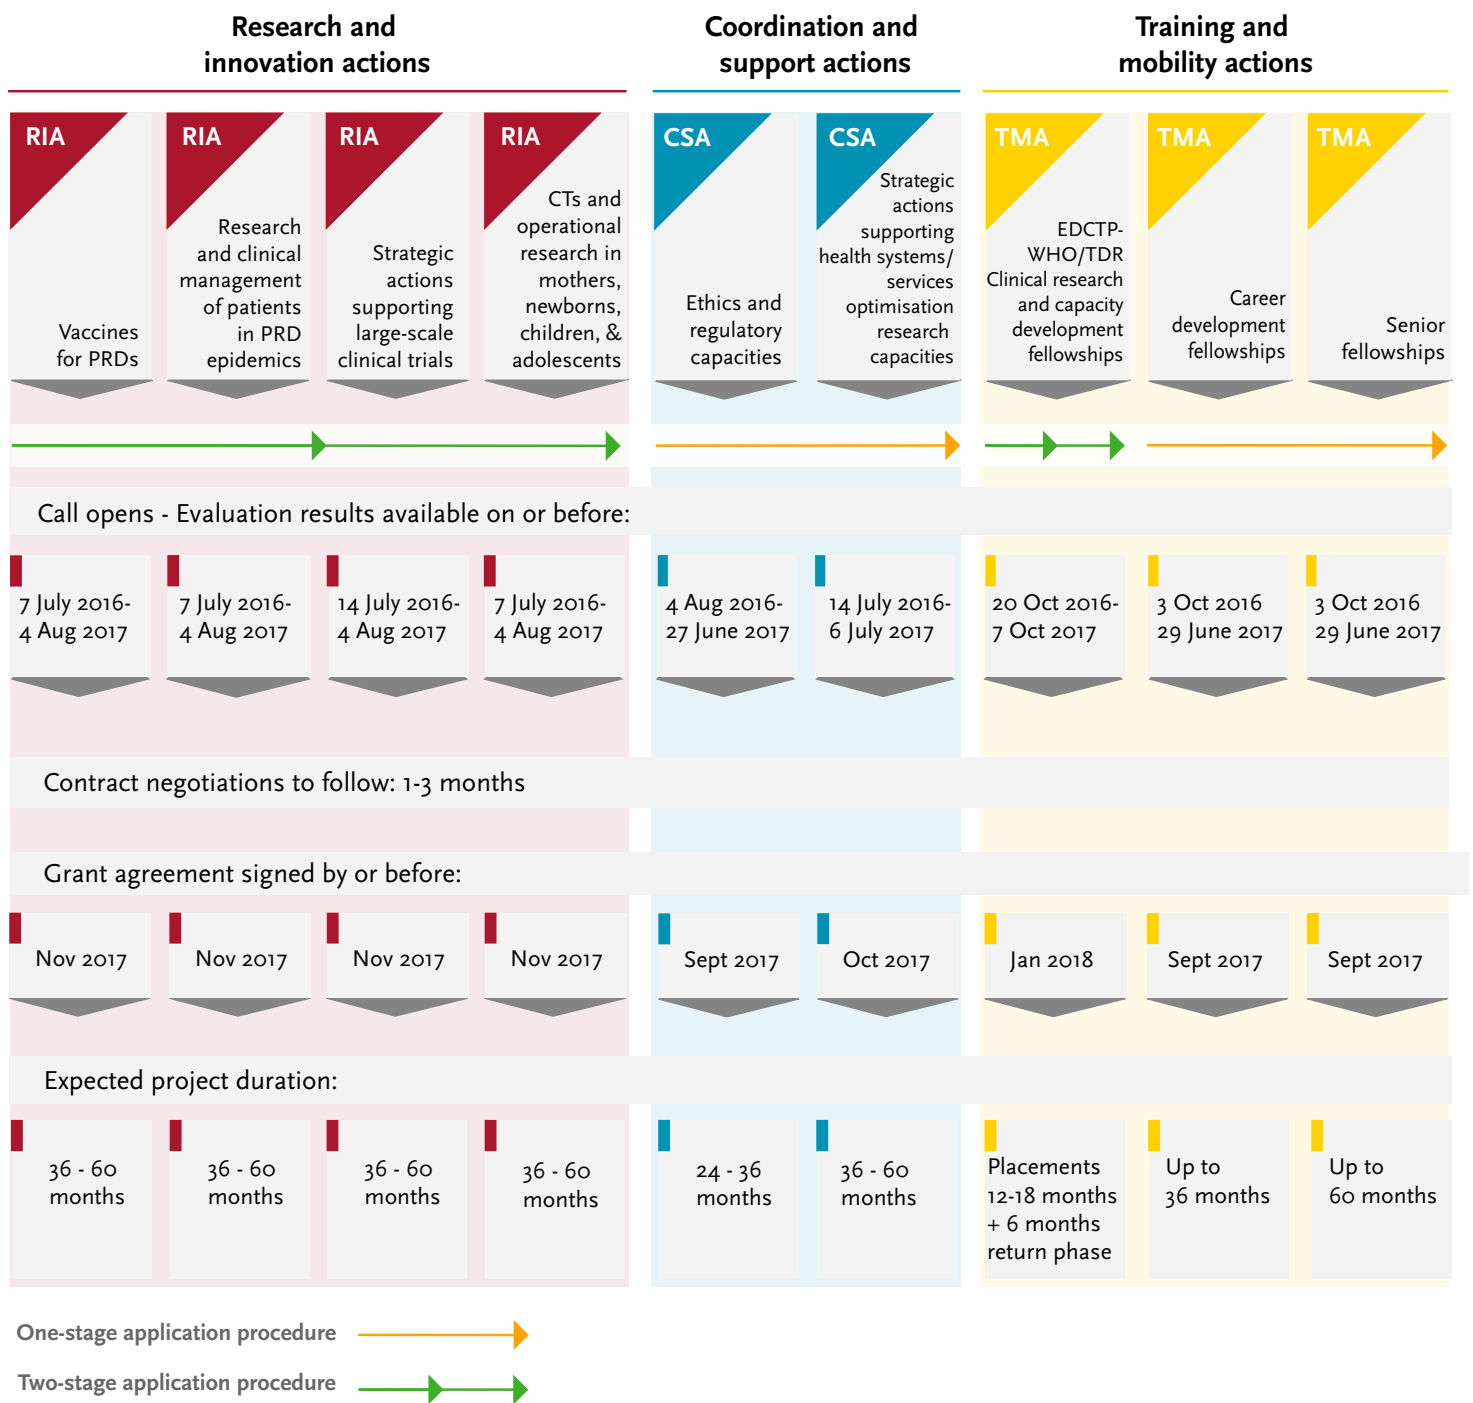 Research and
innovation actions
Coordination and
support actions
Training and
mobility actions
RIA
Vaccines
for PRDs
RIA
Research
and clinical
management
of patients
in PRD
epidemics
RIA
Strategic
actions
supporting
large-scale
clinical trials
RIA
CTs and
operational
research in
mothers,
newborns,
children, &
adolescents
CSA
Ethics and
regulatory
capacities
CSA
Strategic
actions
supporting
health systems/
services
optimisation
research
capacities
TMA
EDCTP-
WHO/TDR
Clinical research
and capacity
development
fellowships
TMA
Career
development
fellowships
TMA
Senior
fellowships
Call opens - Evaluation results available on or before:
7 July 2016-
4 Aug 2017
7 July 2016-
4 Aug 2017
14 July 2016-
4 Aug 2017
7 July 2016-
4 Aug 2017
4 Aug 2016-
27 June 2017
14 July 2016-
6 July 2017
20 Oct 2016-
7 Oct 2017
3 Oct 2016
29 June 2017
3 Oct 2016
29 June 2017
Contract negotiations to follow: 1-3 months
Grant agreement signed by or before:
Nov 2017
Nov 2017
Nov 2017
Nov 2017
Sept 2017
Oct 2017
Jan 2018
Sept 2017
Sept 2017
Expected project duration:
36 - 60
months
36 - 60
months
36 - 60
months
36 - 60
months
24 - 36
months
36 - 60
months
Placements
12-18 months
+ 6 months
return phase
Up to
36 months
Up to
60 months
One-stage application procedure
Two-stage application procedure